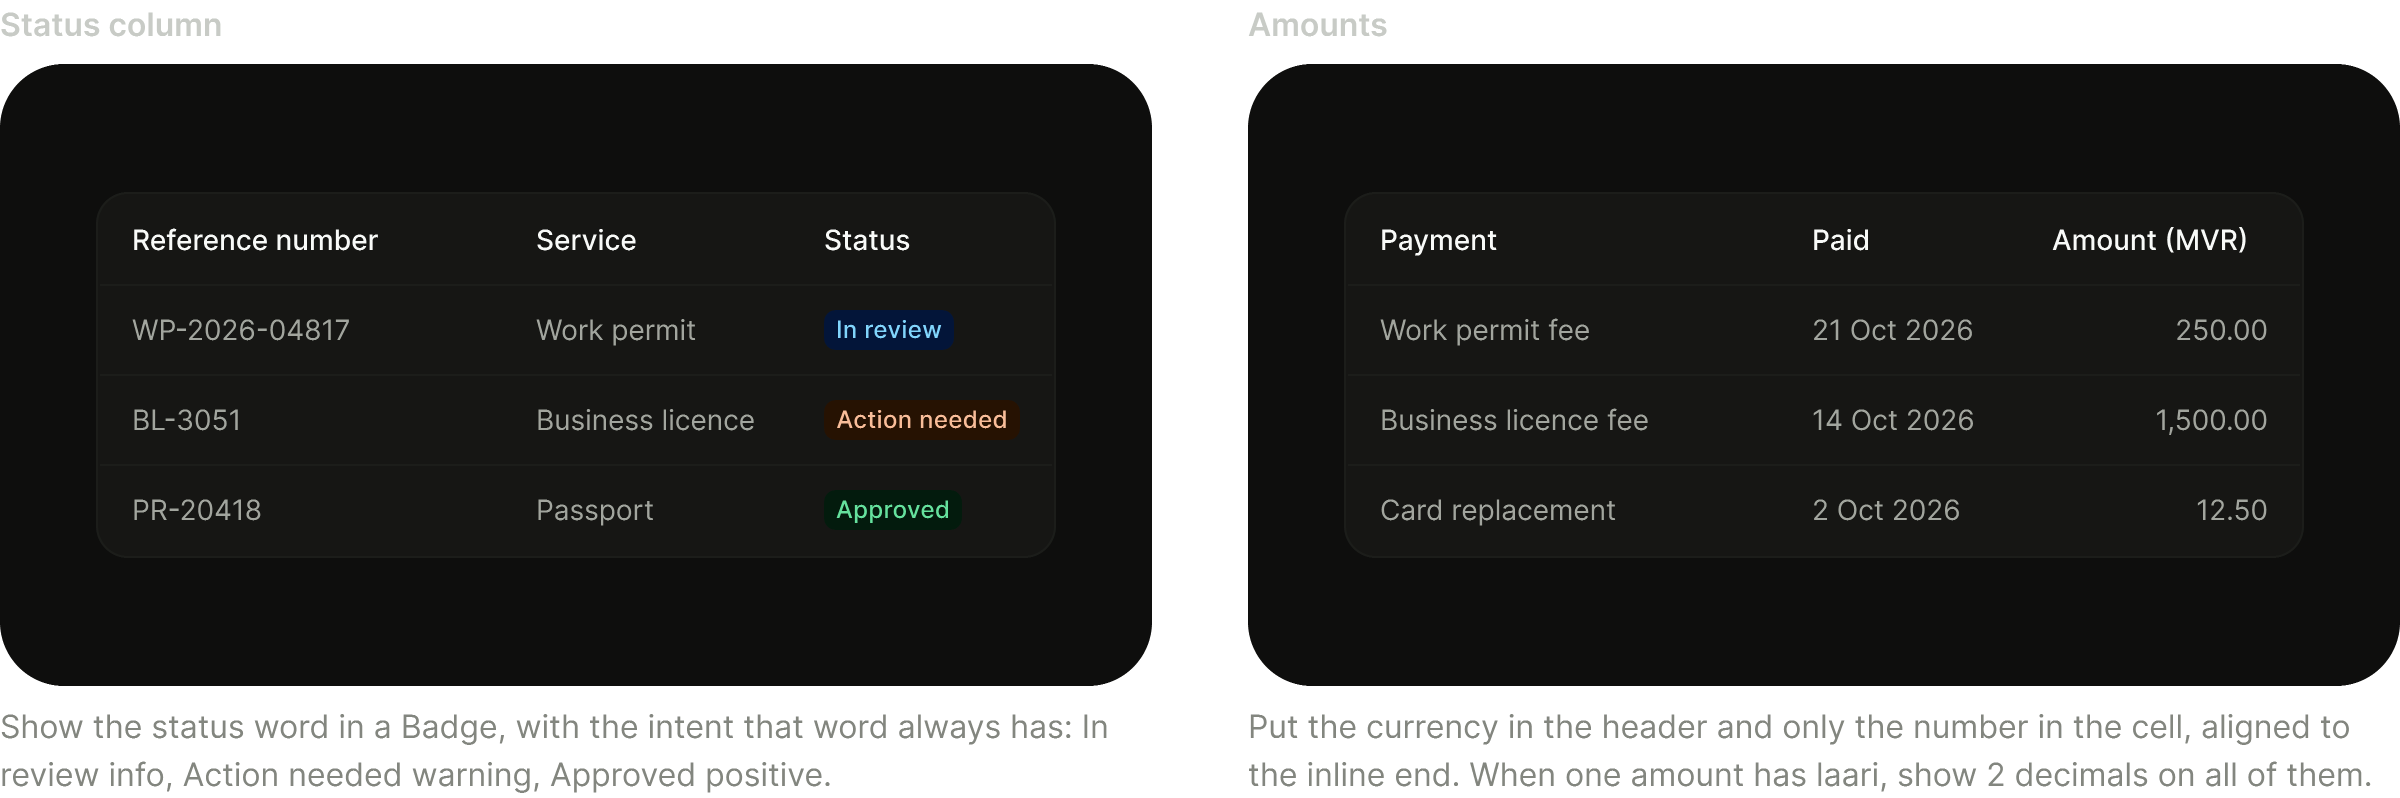 Status column
Reference number Service Status
WP-2026-04817 Work permit In review
BL-3051 Business licence Action needed
PR-20418 Passport Approved
Show the status word in a Badge, with the intent that word always has: In
review info, Action needed warning, Approved positive.
Amounts
Payment Paid Amount (MVR)
Work permit fee 21 Oct 2026 250.00
Business licence fee 14 Oct 2026 1,500.00
Card replacement 2 Oct 2026 12.50
Put the currency in the header and only the number in the cell, aligned to
the inline end. When one amount has laari, show 2 decimals on all of them.